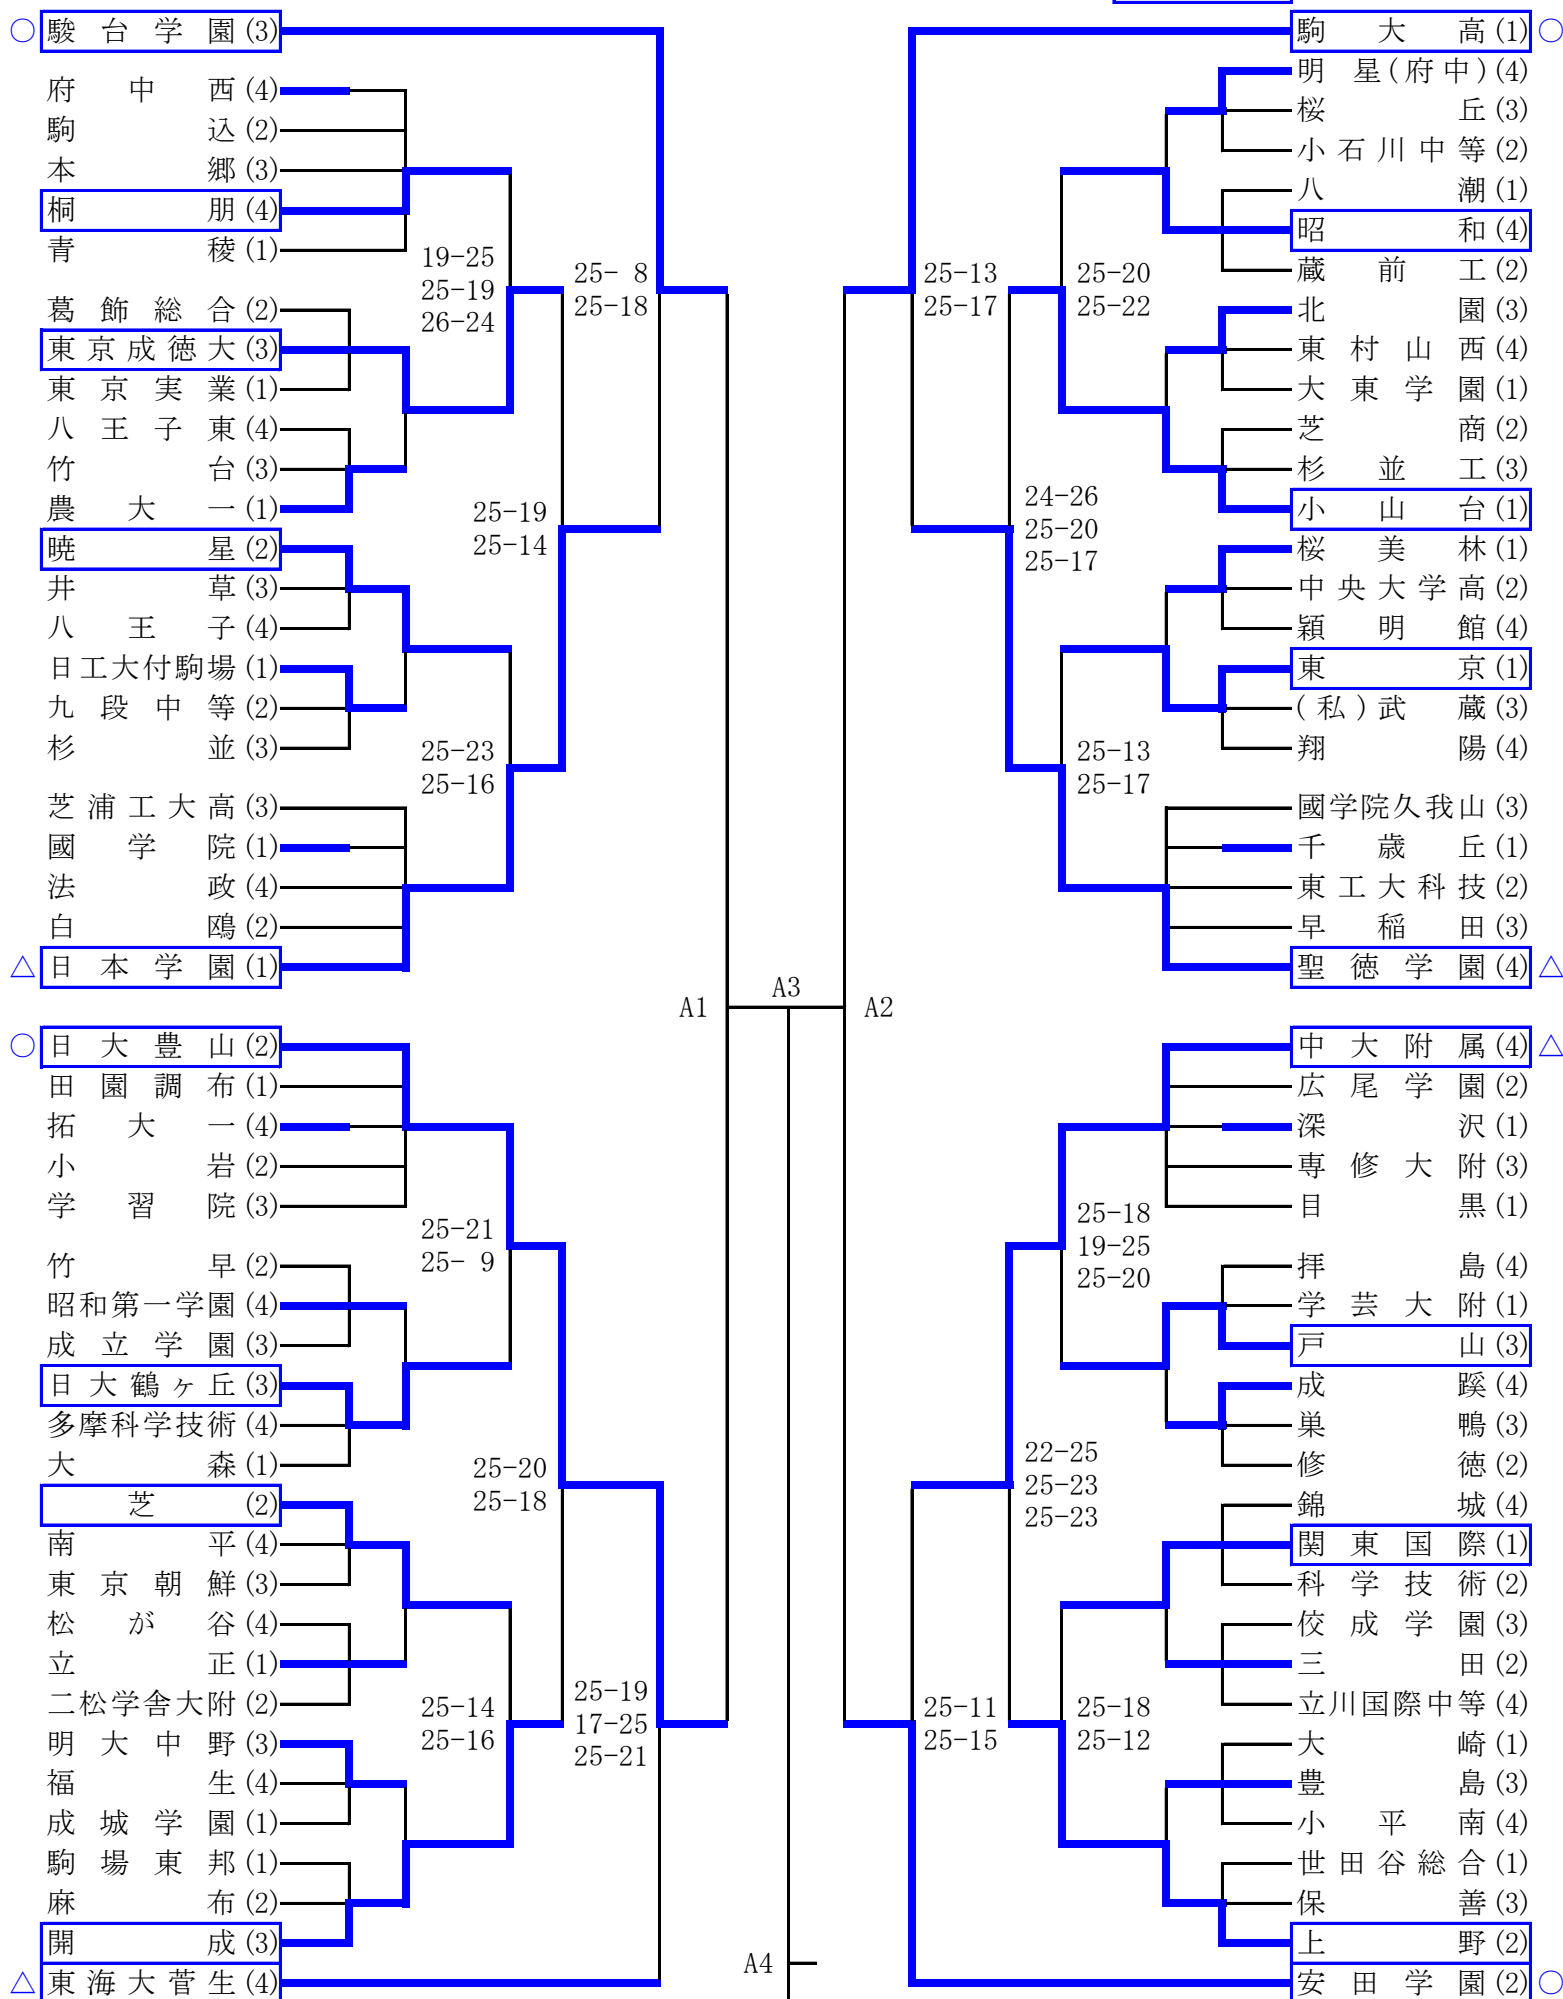 ○駿台学園(3)
府中西(4)
駒込(2)
本郷(3)
桐朋(4)
青稜(1)
19-25
25-19
26-24
25- 8
25-18
葛飾総合(2)
東京成徳大(3)
東京実業(1)
八王子東(4)
竹台(3)
農大一(1)
25-19
25-14
暁星(2)
井草(3)
八王子(4)
日工大付駒場(1)
九段中等(2)
杉並(3)
25-23
25-16
芝浦工大高(3)
國学院(1)
法政(4)
白鴎(2)
△日本学園(1)
A1
A3
A2
○日大豊山(2)
田園調布(1)
拓大一(4)
小岩(2)
学習院(3)
25-21
25- 9
竹早(2)
昭和第一学園(4)
成立学園(3)
日大鶴ヶ丘(3)
多摩科学技術(4)
大森(1)
25-20
25-18
芝(2)
南平(4)
東京朝鮮(3)
松が谷(4)
立正(1)
二松学舎大附(2)
25-14
25-16
25-19
17-25
25-21
明大中野(3)
福生(4)
成城学園(1)
駒場東邦(1)
麻布(2)
開成(3)
△東海大菅生(4)
A4
駒大高(1)○
明星(府中)(4)
桜丘(3)
小石川中等(2)
八潮(1)
昭和(4)
蔵前工(2)
25-13
25-17
25-20
25-22
北園(3)
東村山西(4)
大東学園(1)
芝商(2)
杉並工(3)
小山台(1)
24-26
25-20
25-17
桜美林(1)
中央大学高(2)
穎明館(4)
東京(1)
(私)武蔵(3)
翔陽(4)
25-13
25-17
國学院久我山(3)
千歳丘(1)
東工大科技(2)
早稲田(3)
聖徳学園(4)△
中大附属(4)△
広尾学園(2)
深沢(1)
専修大附(3)
目黒(1)
25-18
19-25
25-20
拝島(4)
学芸大附(1)
戸山(3)
成蹊(4)
巣鴨(3)
修徳(2)
22-25
25-23
25-23
錦城(4)
関東国際(1)
科学技術(2)
佼成学園(3)
三田(2)
立川国際中等(4)
25-11
25-15
25-18
25-12
大崎(1)
豊島(3)
小平南(4)
世田谷総合(1)
保善(3)
上野(2)
安田学園(2)○